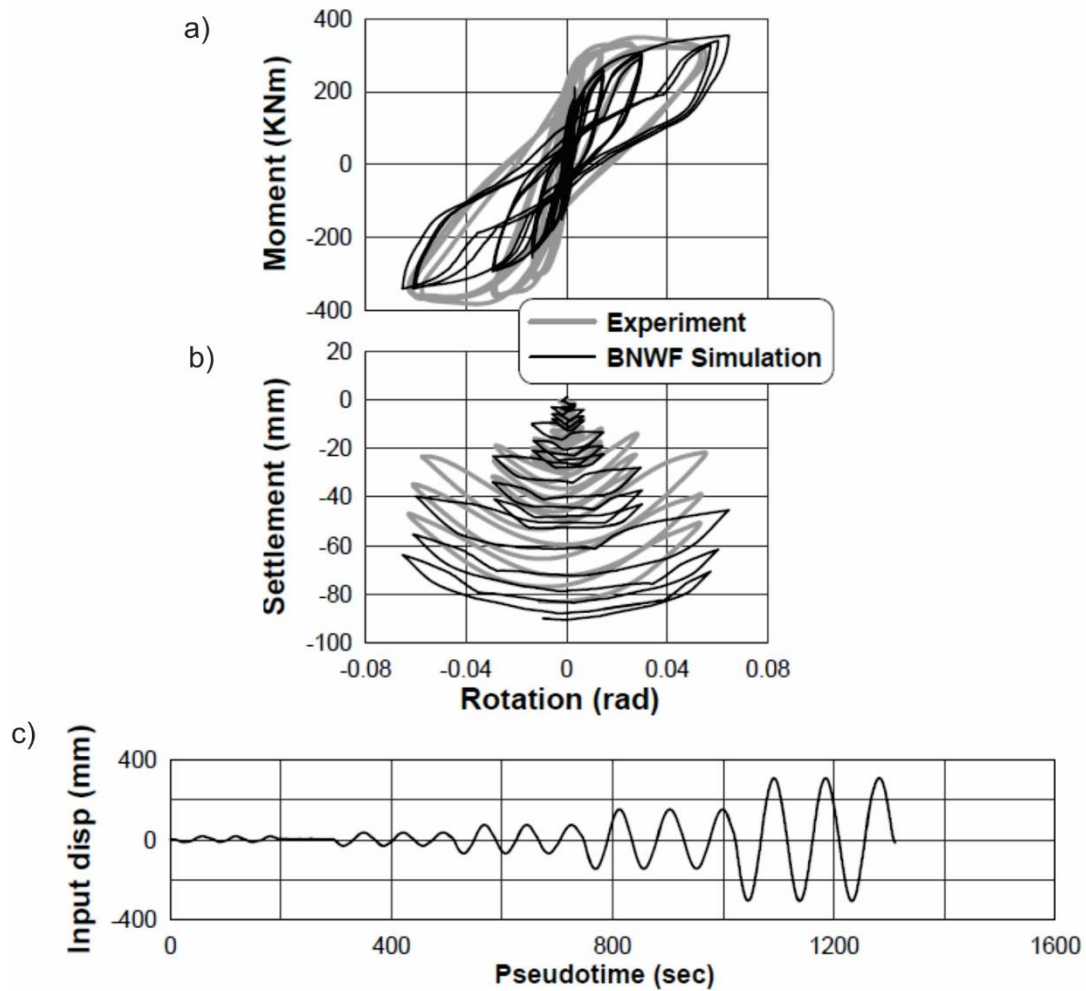 a)
Moment (KNm)
400
200
0
-200
-400
Experiment
BNWF Simulation
b)
Settlement (mm)
20
0
-20
-40
-60
-80
-100
-0.08 -0.04 0 0.04 0.08
Rotation (rad)
c)
Input disp (mm)
400
0
-400
0 400 800 1200 1600
Pseudotime (sec)